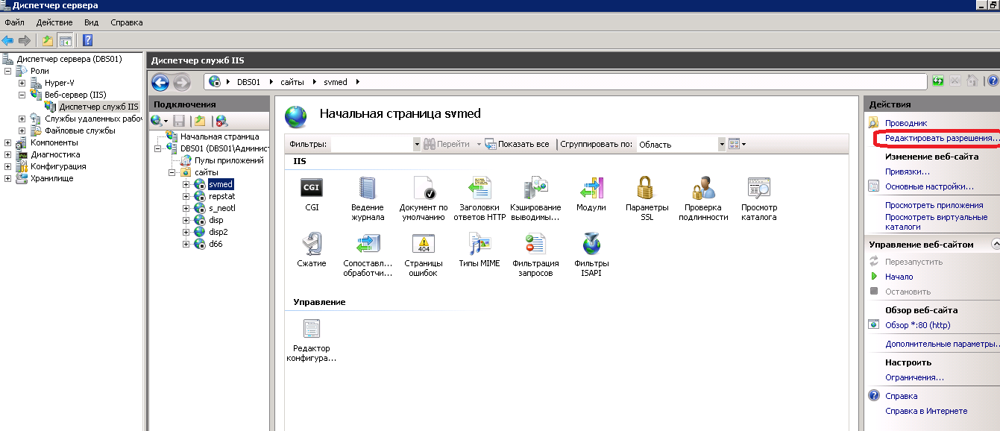 Диспетчер сервера
Файл Действие Вид Справка
Диспетчер сервера (DBS01)
Роли
Hyper-V
Веб-сервер (IIS)
Диспетчер служб IIS
Службы удаленных рабоч
Файловые службы
Компоненты
Диагностика
Конфигурация
Хранилище
Диспетчер служб IIS
DBS01 сайты svmed
Подключения
Начальная страница
DBS01 (DBS01\Админист
Пулы приложений
сайты
svmed
repstat
s_neotl
disp
disp2
d66
Начальная страница svmed
Фильтры: Перейти Показать все Сгруппировать по: Область
IIS
CGI
CGI
Ведение журнала
Документ по умолчанию
Заголовки ответов HTTP
Кэширование выводимы...
Модули
Параметры SSL
Проверка подлинности
Просмотр каталога
Сжатие
Сопоставл... обработчи...
404
Страницы ошибок
Типы MIME
Фильтрация запросов
Фильтры ISAPI
Управление
Редактор конфигура...
Действия
Проводник
Редактировать разрешения...
Изменение веб-сайта
Привязки...
Основные настройки...
Просмотреть приложения
Просмотреть виртуальные
каталоги
Управление веб-сайтом
Перезапустить
Начало
Остановить
Обзор веб-сайта
Обзор *:80 (http)
Дополнительные параметры..
Настроить
Ограничения...
Справка
Справка в Интернете